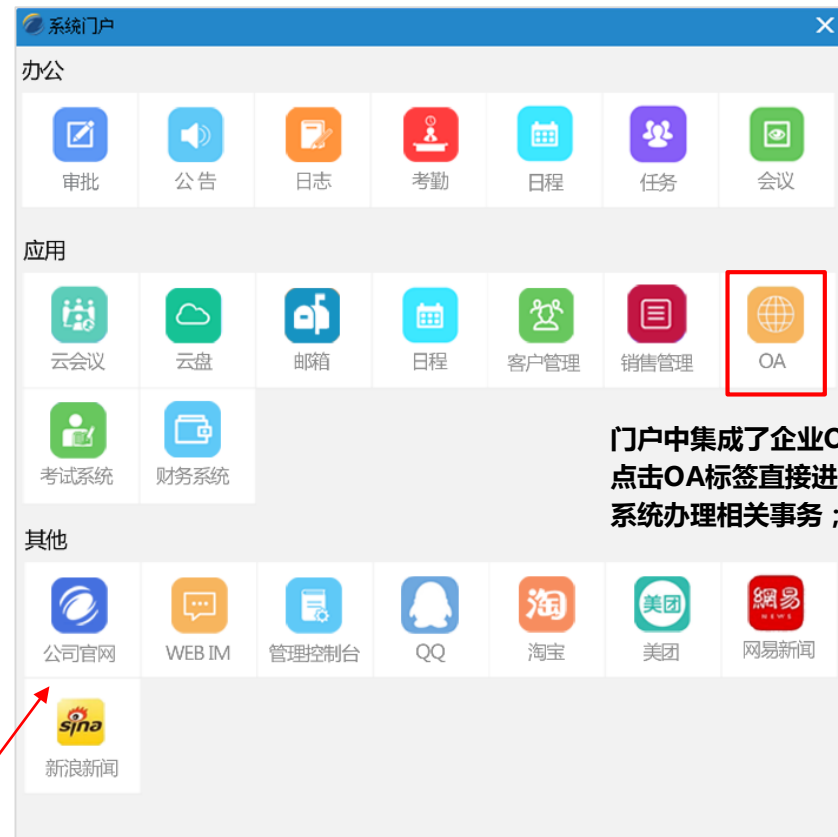 系统门户
办公
审批
公告
日志
考勤
日程
任务
会议
应用
云会议
云盘
邮箱
日程
客户管理
销售管理
OA
考试系统
财务系统
门户中集成了企业O
点击OA标签直接进
系统办理相关事务；
其他
淘
美团
網易
NEWS
公司官网
WEB IM
管理控制台
QQ
淘宝
美团
网易新闻
sina
新浪新闻